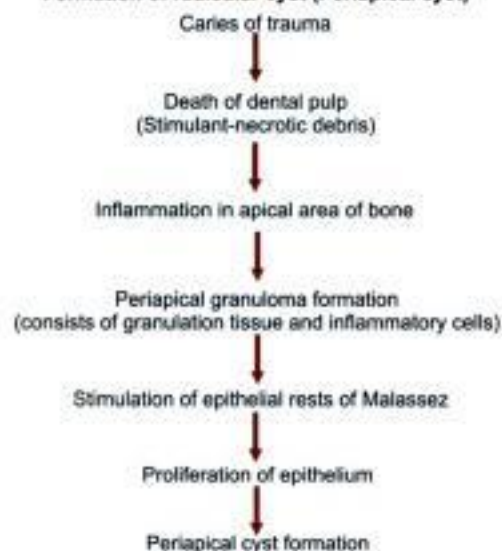 Caries of trauma
Death of dental pulp
(Stimulant-necrotic debris)
Inflammation in apical area of bone
Periapical granuloma formation
(consists of granulation tissue and inflammatory cells)
Stimulation of epithelial rests of Malassez
Proliferation of epithelium
Periapical cyst formation